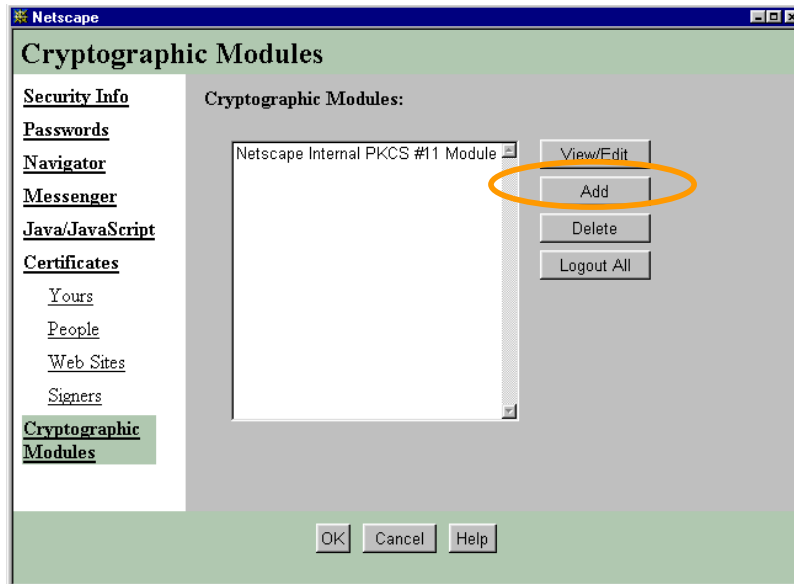 Netscape
Cryptographic Modules
Security Info
Passwords
Navigator
Messenger
Java/JavaScript
Certificates
Yours
People
Web Sites
Signers
Cryptographic
Modules
Cryptographic Modules:
Netscape Internal PKCS #11 Module
View/Edit
Add
Delete
Logout All
OK
Cancel
Help